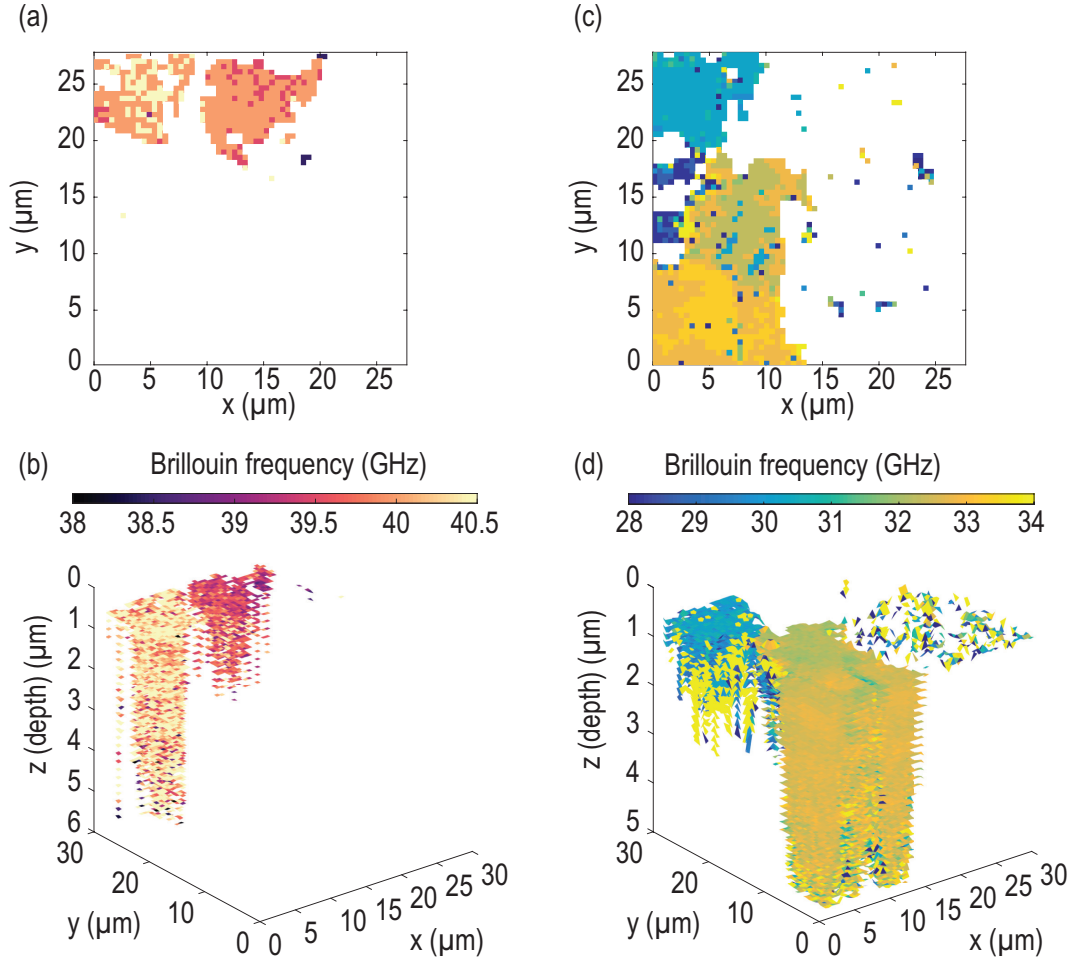 (a)
(c)
25
20
15
10
5
0
y (μm)
0 5 10 15 20 25
x (μm)
25
20
15
10
5
0
y (μm)
0 5 10 15 20 25
x (μm)
(b)
Brillouin frequency (GHz)
38 38.5 39 39.5 40 40.5
0
1
2
3
4
5
6
z (depth) (μm)
30
20
10
0
y (μm)
0 5 10 15 20 25 30
x (μm)
(d)
Brillouin frequency (GHz)
28 29 30 31 32 33 34
0
1
2
3
4
5
z (depth) (μm)
30
20
10
0
y (μm)
0 5 10 15 20 25 30
x (μm)